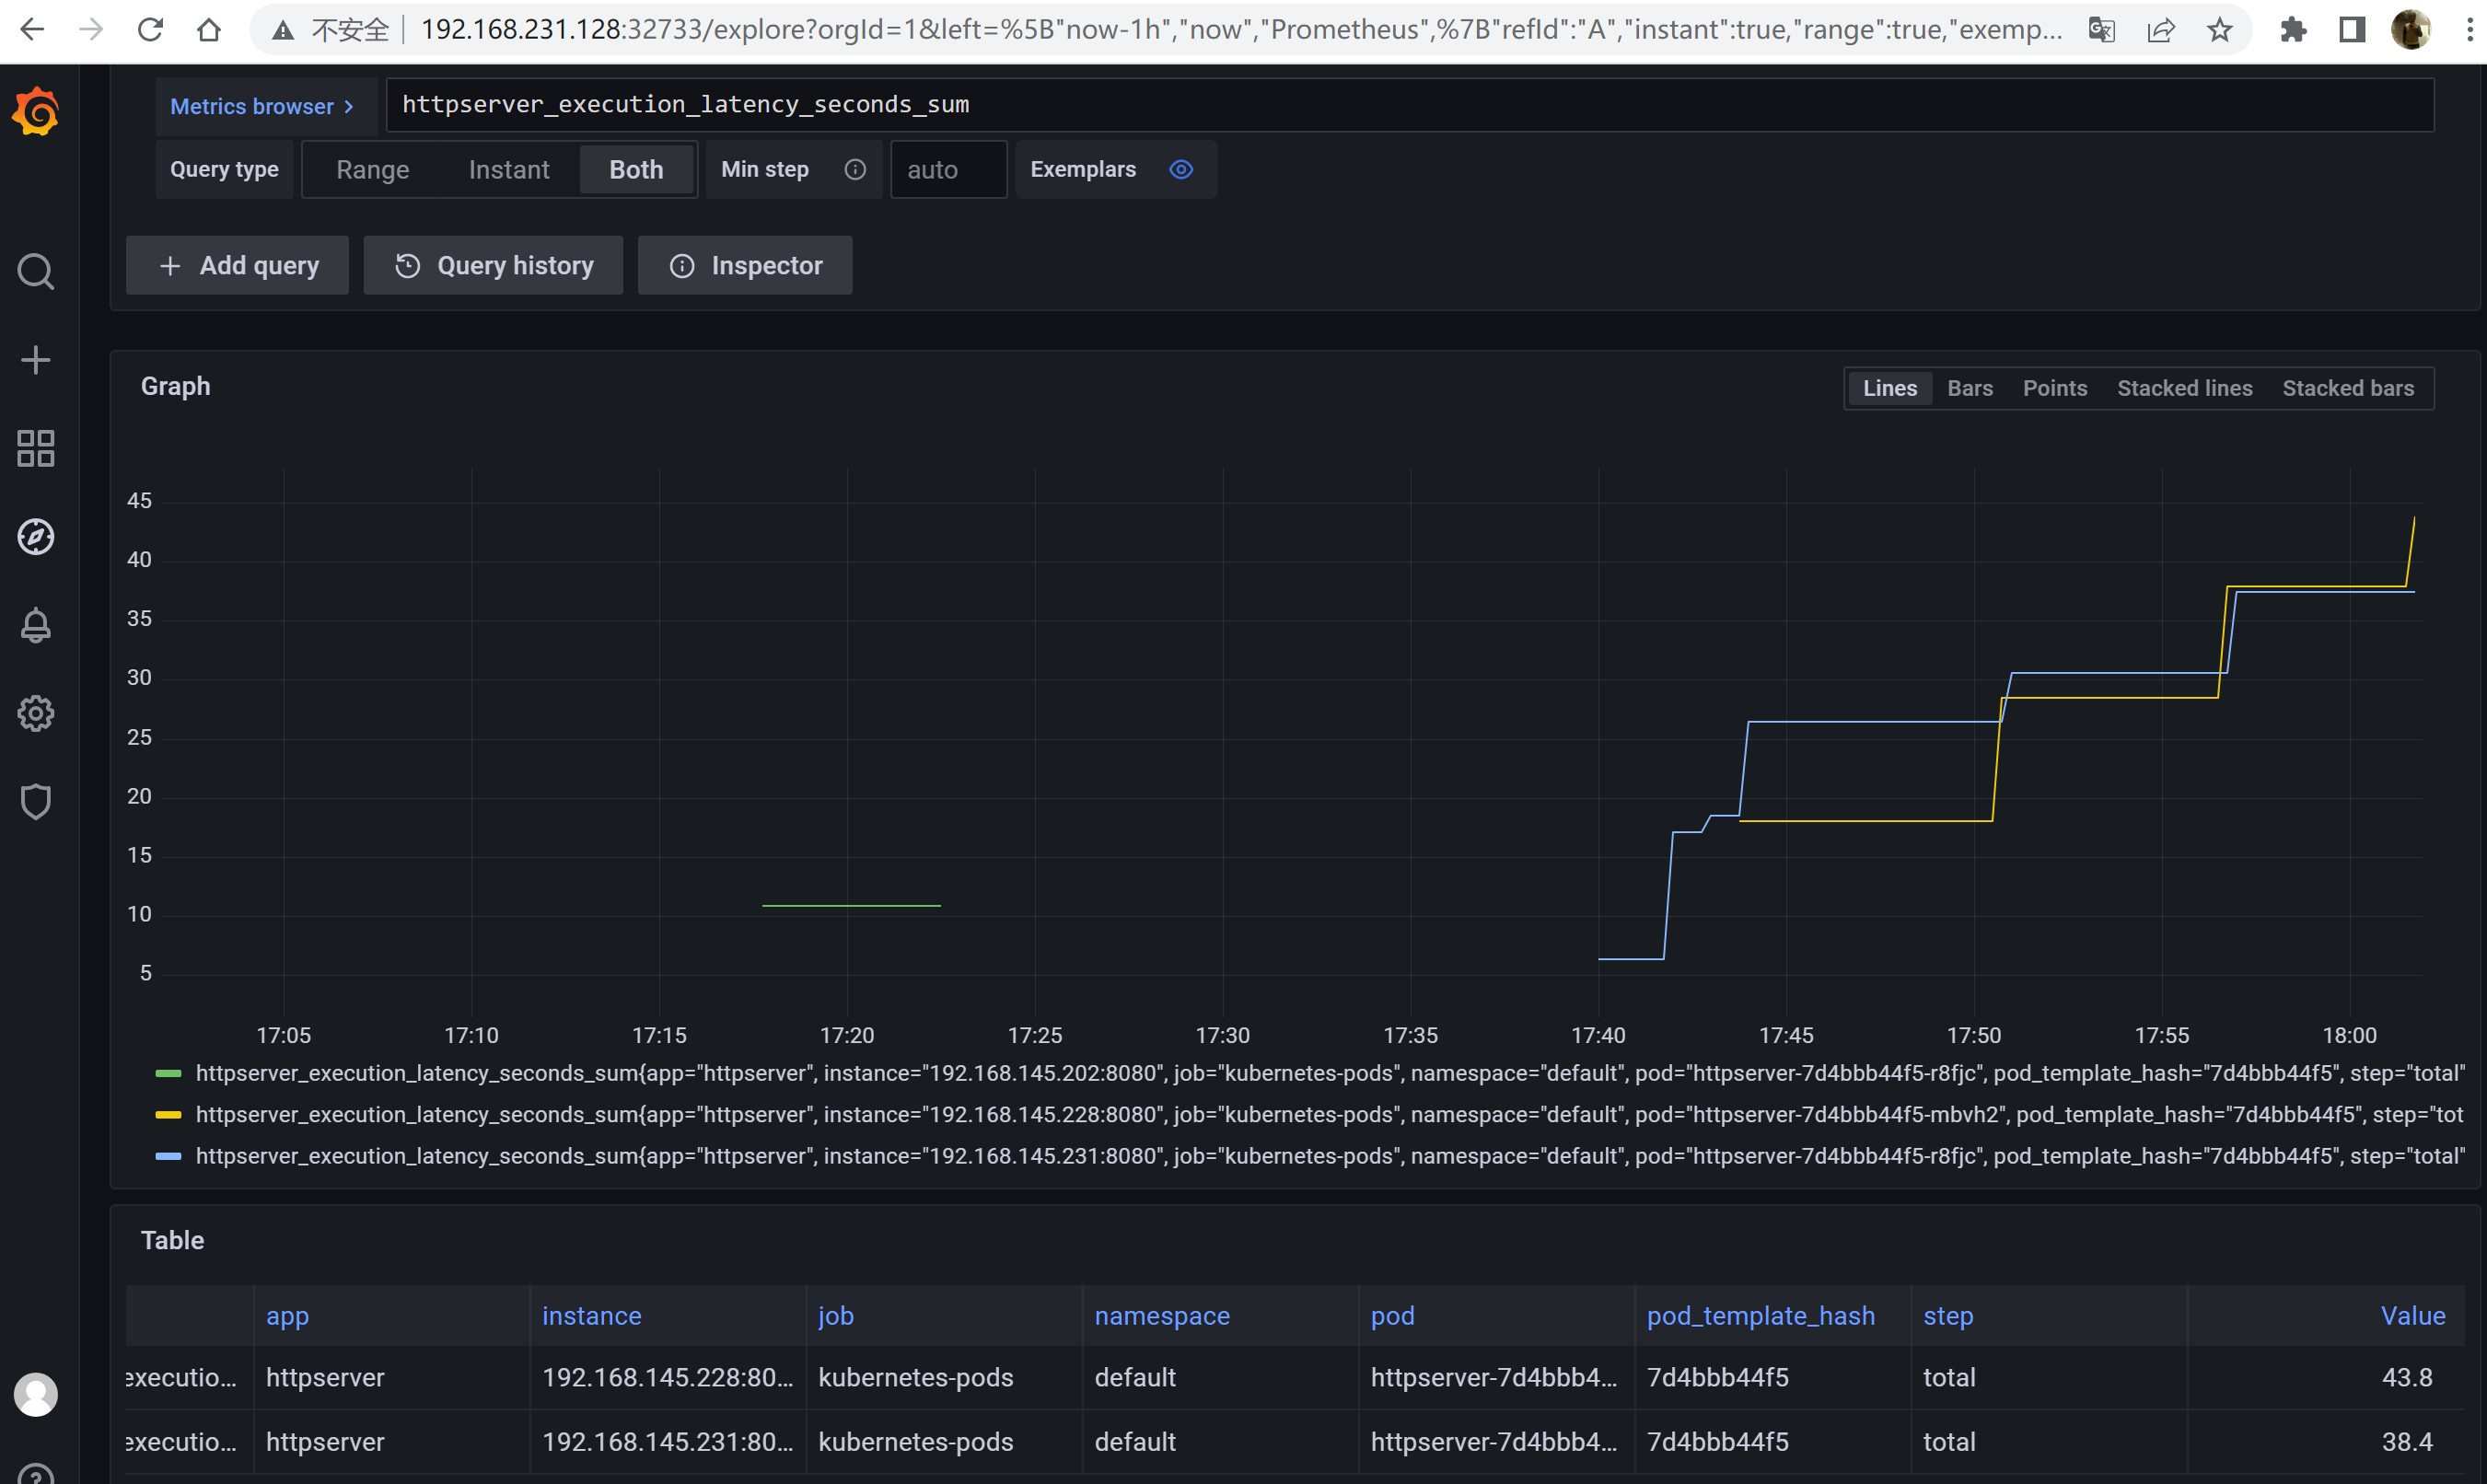 不安全 192.168.231.128:32733/explore?orgId=1&left=%5B"now-1h","now","Prometheus",%7B"refId":"A","instant":true,"range":true,"exemp...
Metrics browser > httpserver_execution_latency_seconds_sum
Query type Range Instant Both Min step auto Exemplars
+ Add query Query history Inspector
Graph Lines Bars Points Stacked lines Stacked bars
45
40
35
30
25
20
15
10
5
17:05 17:10 17:15 17:20 17:25 17:30 17:35 17:40 17:45 17:50 17:55 18:00
httpserver_execution_latency_seconds_sum{app="httpserver", instance="192.168.145.202:8080", job="kubernetes-pods", namespace="default", pod="httpserver-7d4bbb44f5-r8fjc", pod_template_hash="7d4bbb44f5", step="total"
httpserver_execution_latency_seconds_sum{app="httpserver", instance="192.168.145.228:8080", job="kubernetes-pods", namespace="default", pod="httpserver-7d4bbb44f5-mbvh2", pod_template_hash="7d4bbb44f5", step="tot
httpserver_execution_latency_seconds_sum{app="httpserver", instance="192.168.145.231:8080", job="kubernetes-pods", namespace="default", pod="httpserver-7d4bbb44f5-r8fjc", pod_template_hash="7d4bbb44f5", step="total"
Table
app instance job namespace pod pod_template_hash step Value
executio... httpserver 192.168.145.228:80... kubernetes-pods default httpserver-7d4bbb4... 7d4bbb44f5 total 43.8
executio... httpserver 192.168.145.231:80... kubernetes-pods default httpserver-7d4bbb4... 7d4bbb44f5 total 38.4